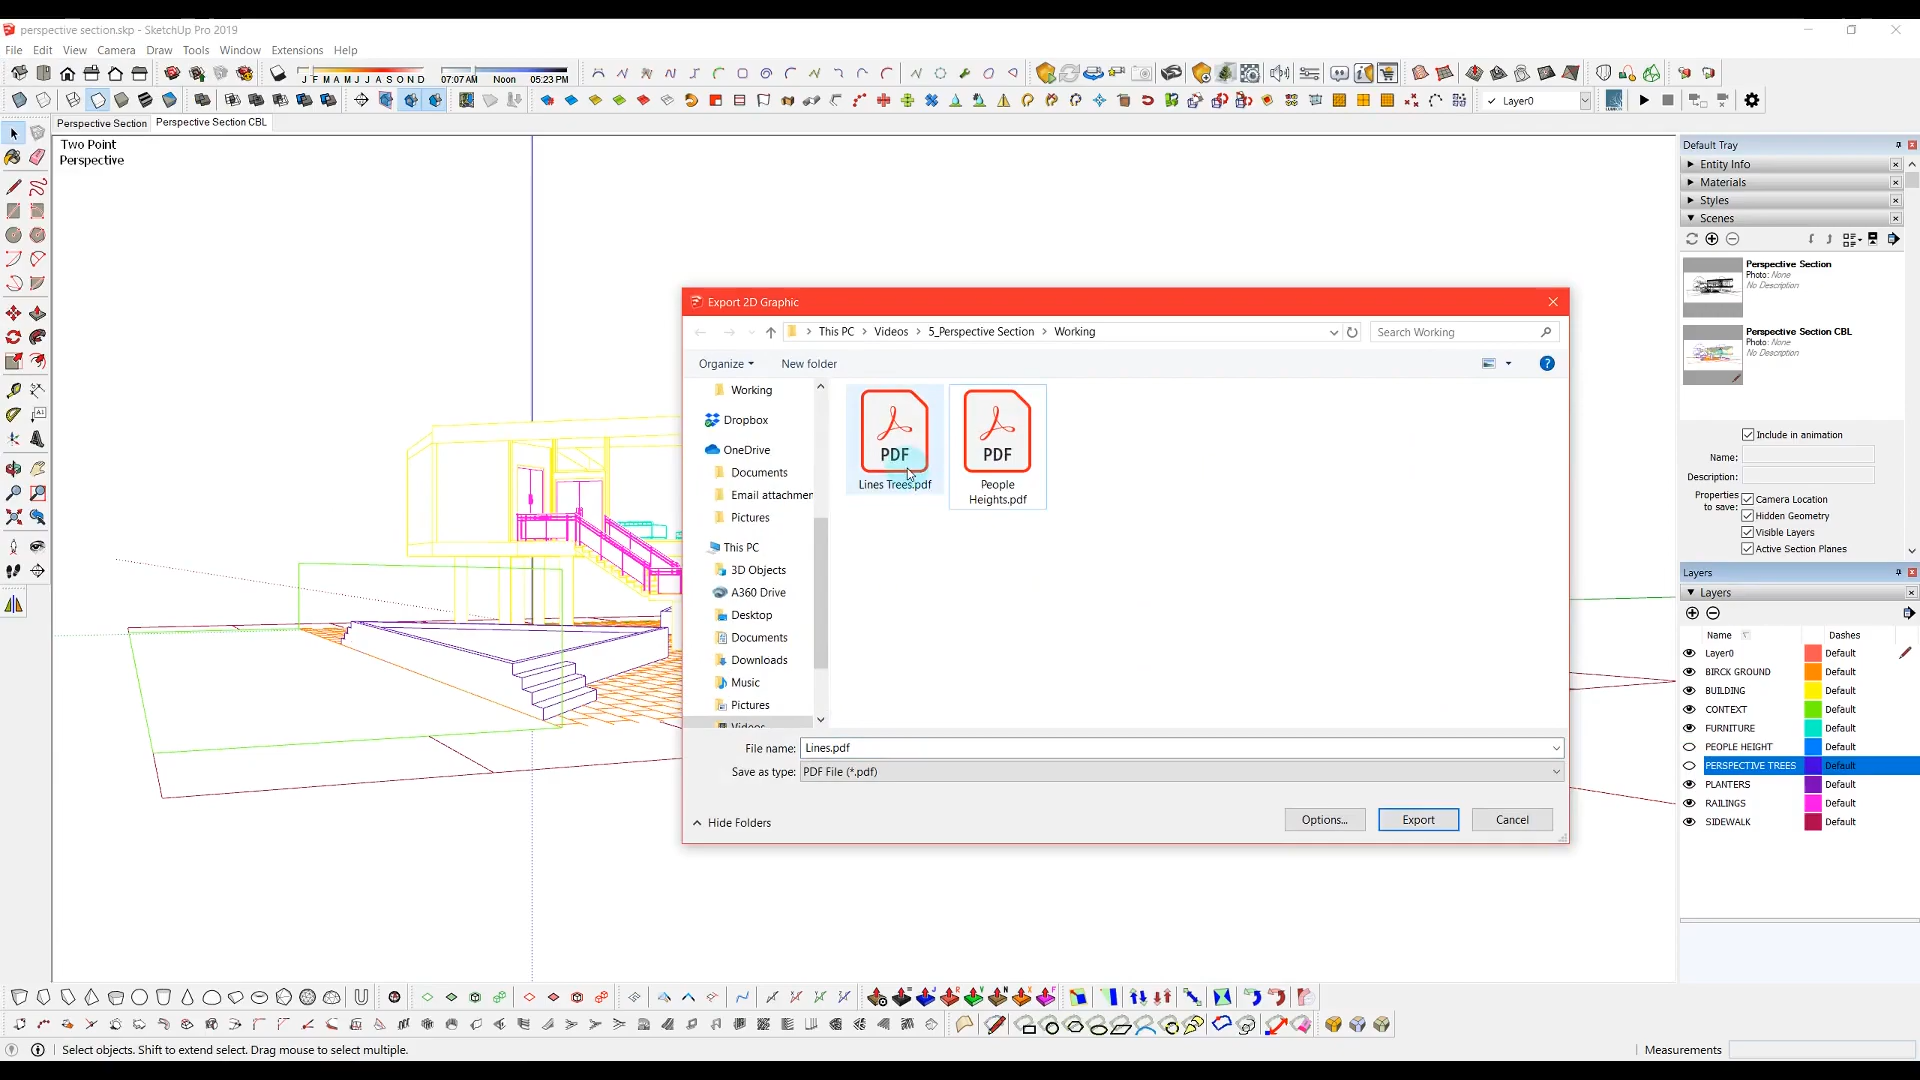 perspective section.skp - SketchUp Pro 2019
File Edit View Camera Draw Tools Window Extensions Help
J F M A M J J A S O N D 07:07 AM Noon 05:23 PM
Layer0
Perspective Section Perspective Section CBL
Two Point
Perspective
Default Tray
Entity Info
Materials
Styles
Scenes
Perspective Section
Photo: None
No Description
Perspective Section CBL
Photo: None
No Description
Include in animation
Name:
Description:
Properties to save:
Camera Location
Hidden Geometry
Visible Layers
Active Section Planes
Layers
Layers
Name Dashes
Layer0 Default
BIRCK GROUND Default
BUILDING Default
CONTEXT Default
FURNITURE Default
PEOPLE HEIGHT Default
PERSPECTIVE TREES Default
PLANTERS Default
RAILINGS Default
SIDEWALK Default
Export 2D Graphic
This PC Videos 5_Perspective Section Working
Search Working
Organize New folder
Working
Dropbox
OneDrive
Documents
Email attachmen
Pictures
This PC
3D Objects
A360 Drive
Desktop
Documents
Downloads
Music
Pictures
Videos
PDF
Lines Trees.pdf
PDF
People
Heights.pdf
File name: Lines.pdf
Save as type: PDF File (*.pdf)
Hide Folders
Options... Export Cancel
Select objects. Shift to extend select. Drag mouse to select multiple.
Measurements